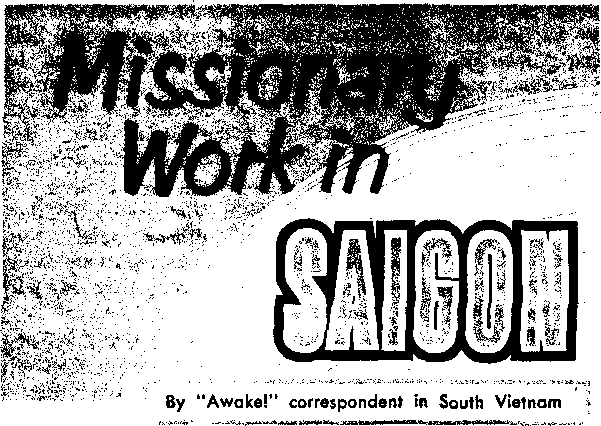 Missionary
Work in
SAIGON
By "Awake!" correspondent in South Vietnam